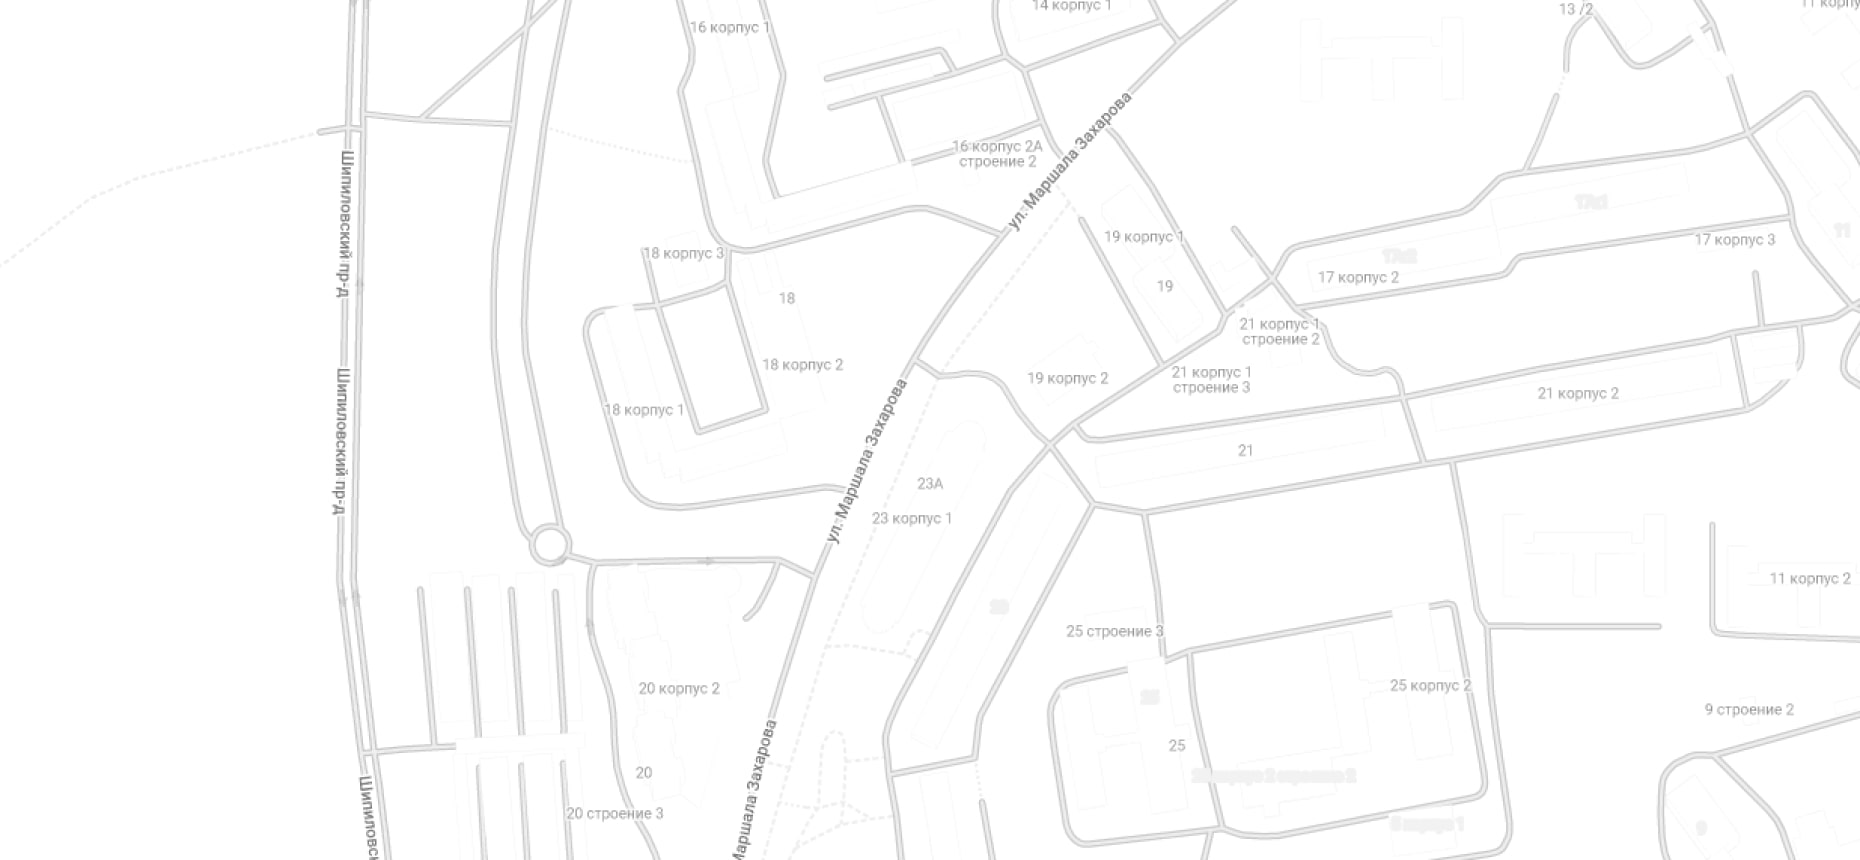 14 корпус 1
13 /2
16 корпус 1
16 корпус 2А
строение 2
ул. Маршала Захарова
Шипиловский пр-д
19 корпус 1
17 корпус 3
11
18 корпус 3
17 корпус 2
19
18
21 корпус 1
строение 2
18 корпус 2
19 корпус 2
21 корпус 1
строение 3
21 корпус 2
18 корпус 1
Шипиловский пр-д
ул. Маршала Захарова
21
23А
23 корпус 1
11 корпус 2
25 строение 3
20 корпус 2
25 корпус 2
9 строение 2
25
20
20 строение 3
Маршала Захарова
9